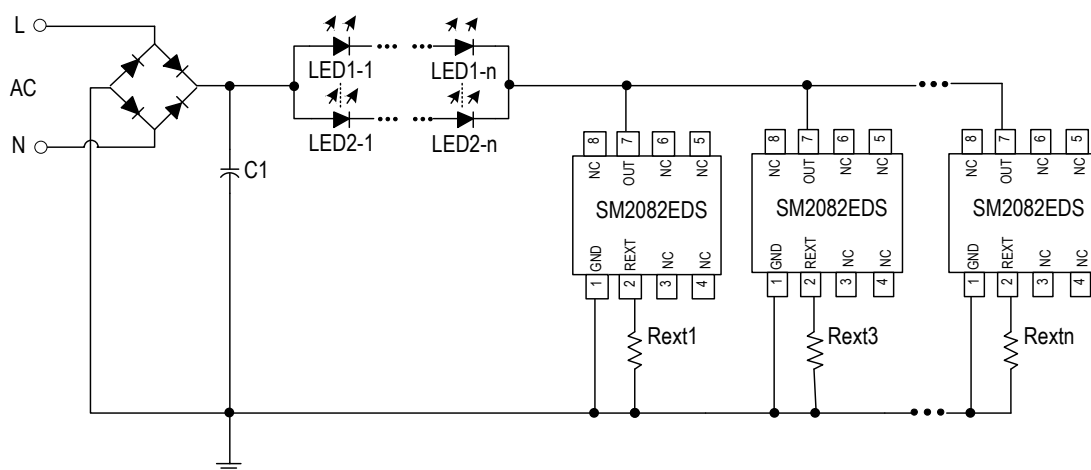 L
AC
N
C1
LED1-1
LED1-n
LED2-1
LED2-n
8 7 6 5
NC OUT NC NC
SM2082EDS
GND REXT NC NC
1 2 3 4
Rext1
8 7 6 5
NC OUT NC NC
SM2082EDS
GND REXT NC NC
1 2 3 4
Rext3
8 7 6 5
NC OUT NC NC
SM2082EDS
GND REXT NC NC
1 2 3 4
Rextn